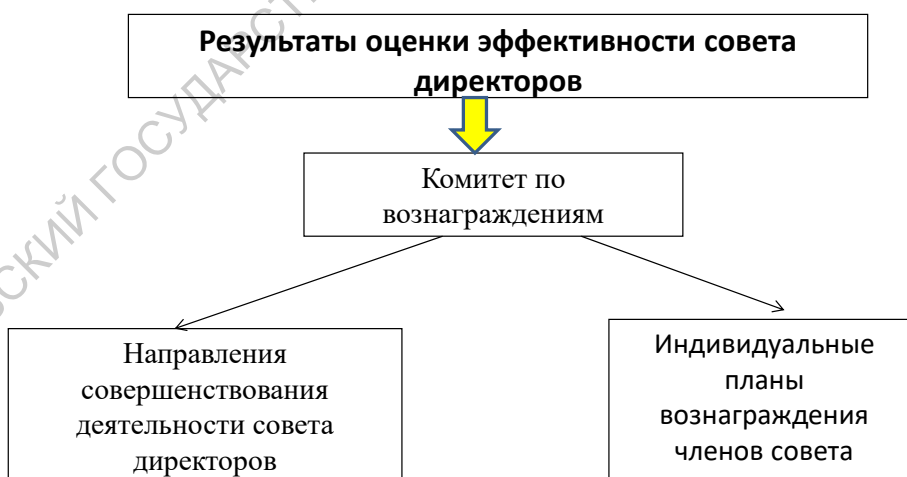 Результаты оценки эффективности совета
директоров
Комитет по
вознаграждениям
Направления
совершенствования
деятельности совета
директоров
Индивидуальные
планы
вознаграждения
членов совета